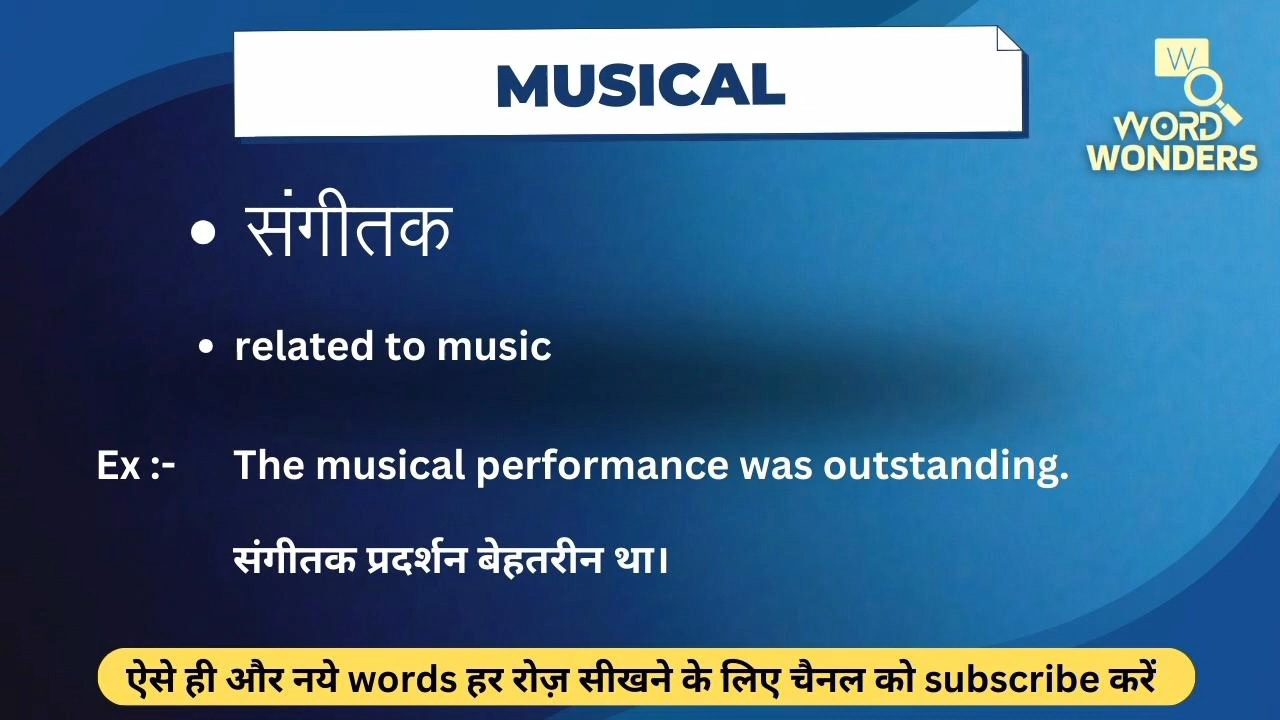 MUSICAL
W
WORD
WONDERS
• संगीतक
• related to music
Ex :- The musical performance was outstanding.
संगीतक प्रदर्शन बेहतरीन था।
ऐसे ही और नये words हर रोज़ सीखने के लिए चैनल को subscribe करें